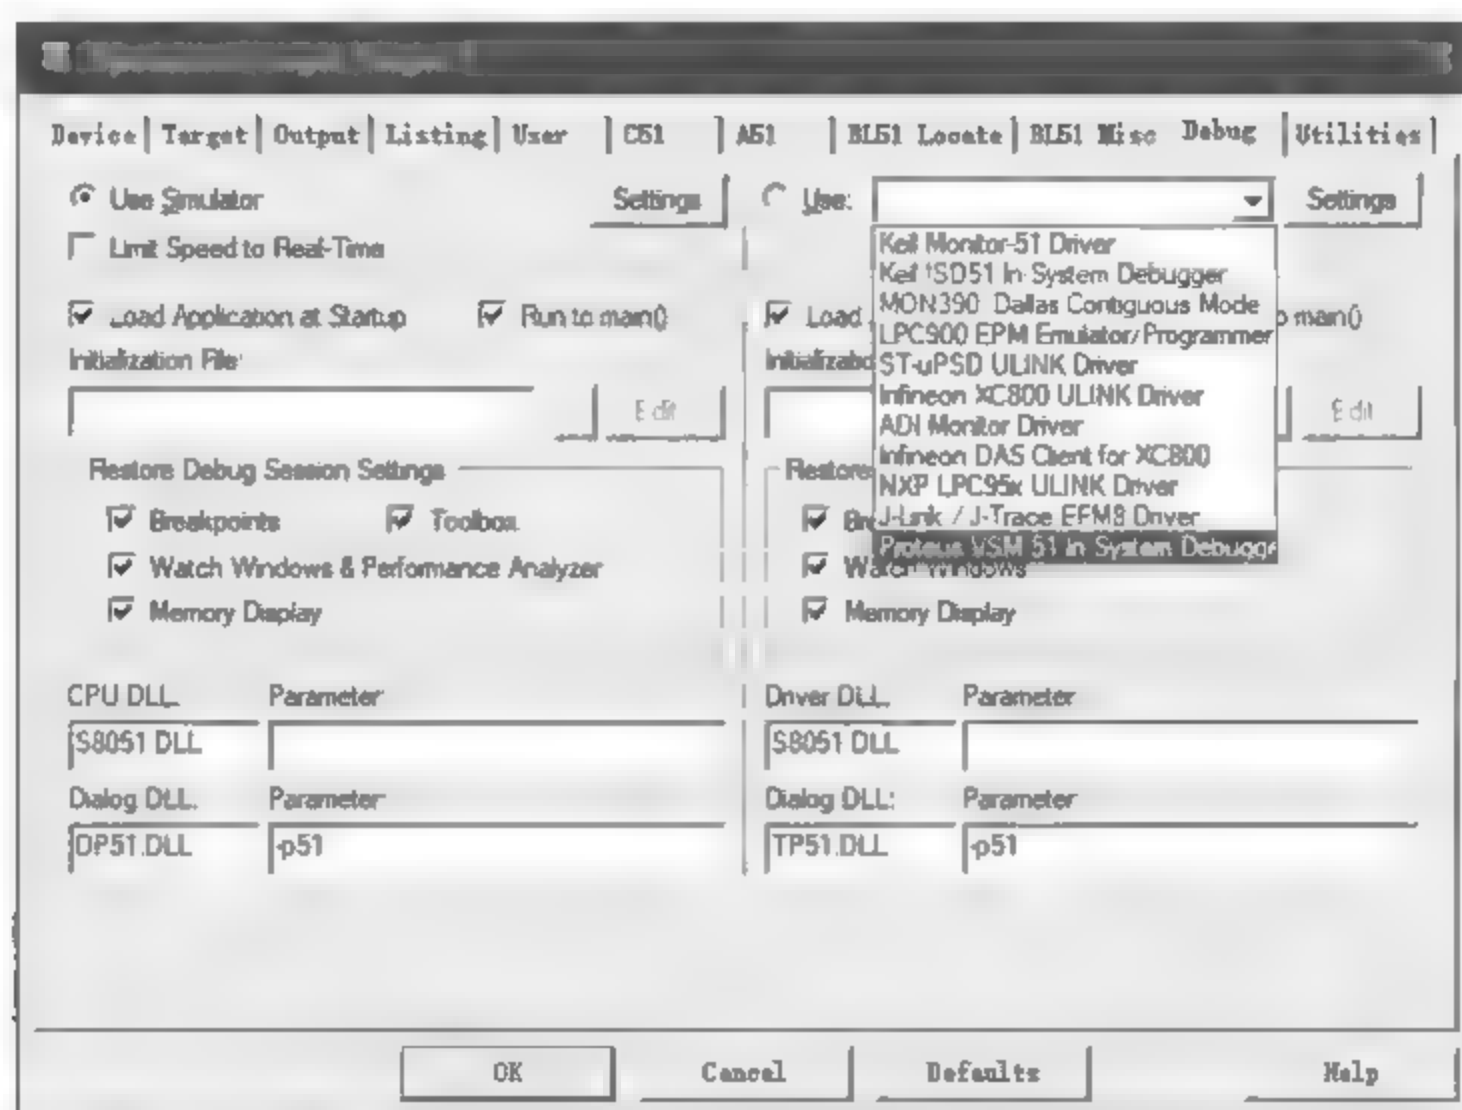 Device Target Output Listing User C51 A51 BL51 Locate BL51 Misc Debug Utilities
Use Simulator Settings Use: Settings
Limit Speed to Real-Time
Keil Monitor-51 Driver
Keil ISD51 In-System Debugger
MON390: Dallas Contiguous Mode
LPC900 EPM Emulator/Programmer
ST-uPSD ULINK Driver
Infineon XC800 ULINK Driver
ADI Monitor Driver
Infineon DAS Client for XC800
NXP LPC95x ULINK Driver
J-Link / J-Trace EFM8 Driver
Proteus VSM 51 In System Debugge
Load Application at Startup Run to main() Load o main()
Initialization File: Initializatio
Edit Edit
Restore Debug Session Settings Restore
Breakpoints Toolbox Bre
Watch Windows & Performance Analyzer Watch Windows
Memory Display Memory Display
CPU DLL: Parameter: Driver DLL: Parameter:
S8051.DLL S8051.DLL
Dialog DLL: Parameter: Dialog DLL: Parameter:
DP51.DLL -p51 TP51.DLL -p51
OK Cancel Defaults Help